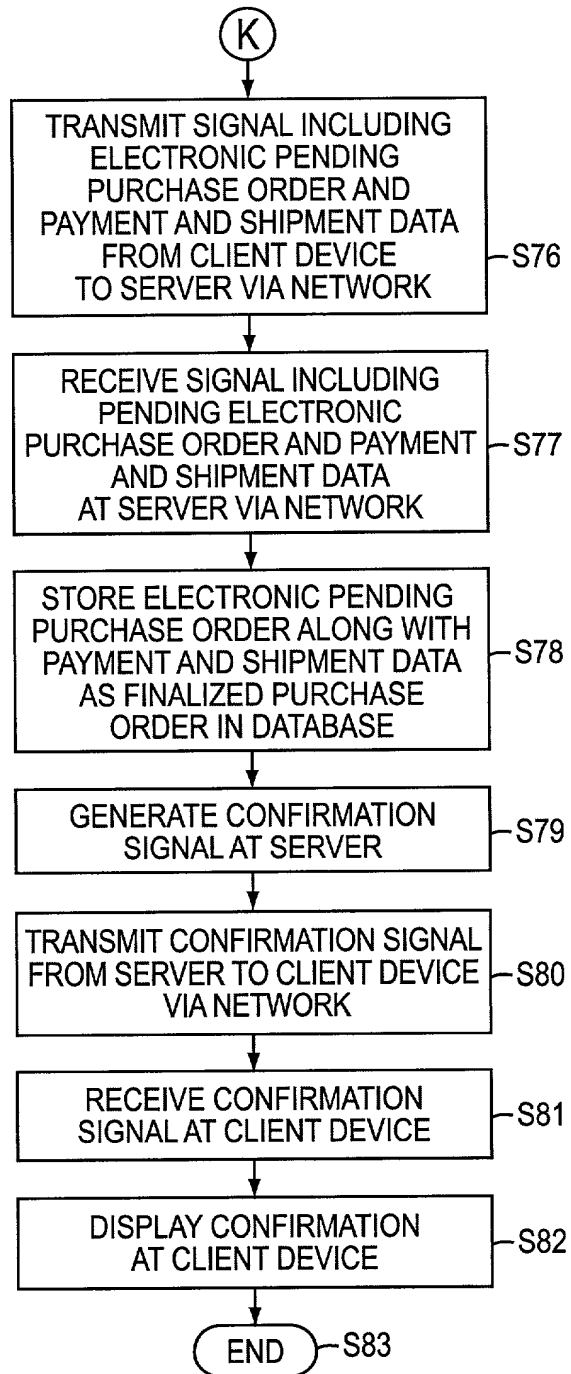 K
TRANSMIT SIGNAL INCLUDING
ELECTRONIC PENDING
PURCHASE ORDER AND
PAYMENT AND SHIPMENT DATA
FROM CLIENT DEVICE
TO SERVER VIA NETWORK
S76
RECEIVE SIGNAL INCLUDING
PENDING ELECTRONIC
PURCHASE ORDER AND PAYMENT
AND SHIPMENT DATA
AT SERVER VIA NETWORK
S77
STORE ELECTRONIC PENDING
PURCHASE ORDER ALONG WITH
PAYMENT AND SHIPMENT DATA
AS FINALIZED PURCHASE
ORDER IN DATABASE
S78
GENERATE CONFIRMATION
SIGNAL AT SERVER
S79
TRANSMIT CONFIRMATION SIGNAL
FROM SERVER TO CLIENT DEVICE
VIA NETWORK
S80
RECEIVE CONFIRMATION
SIGNAL AT CLIENT DEVICE
S81
DISPLAY CONFIRMATION
AT CLIENT DEVICE
S82
END
S83